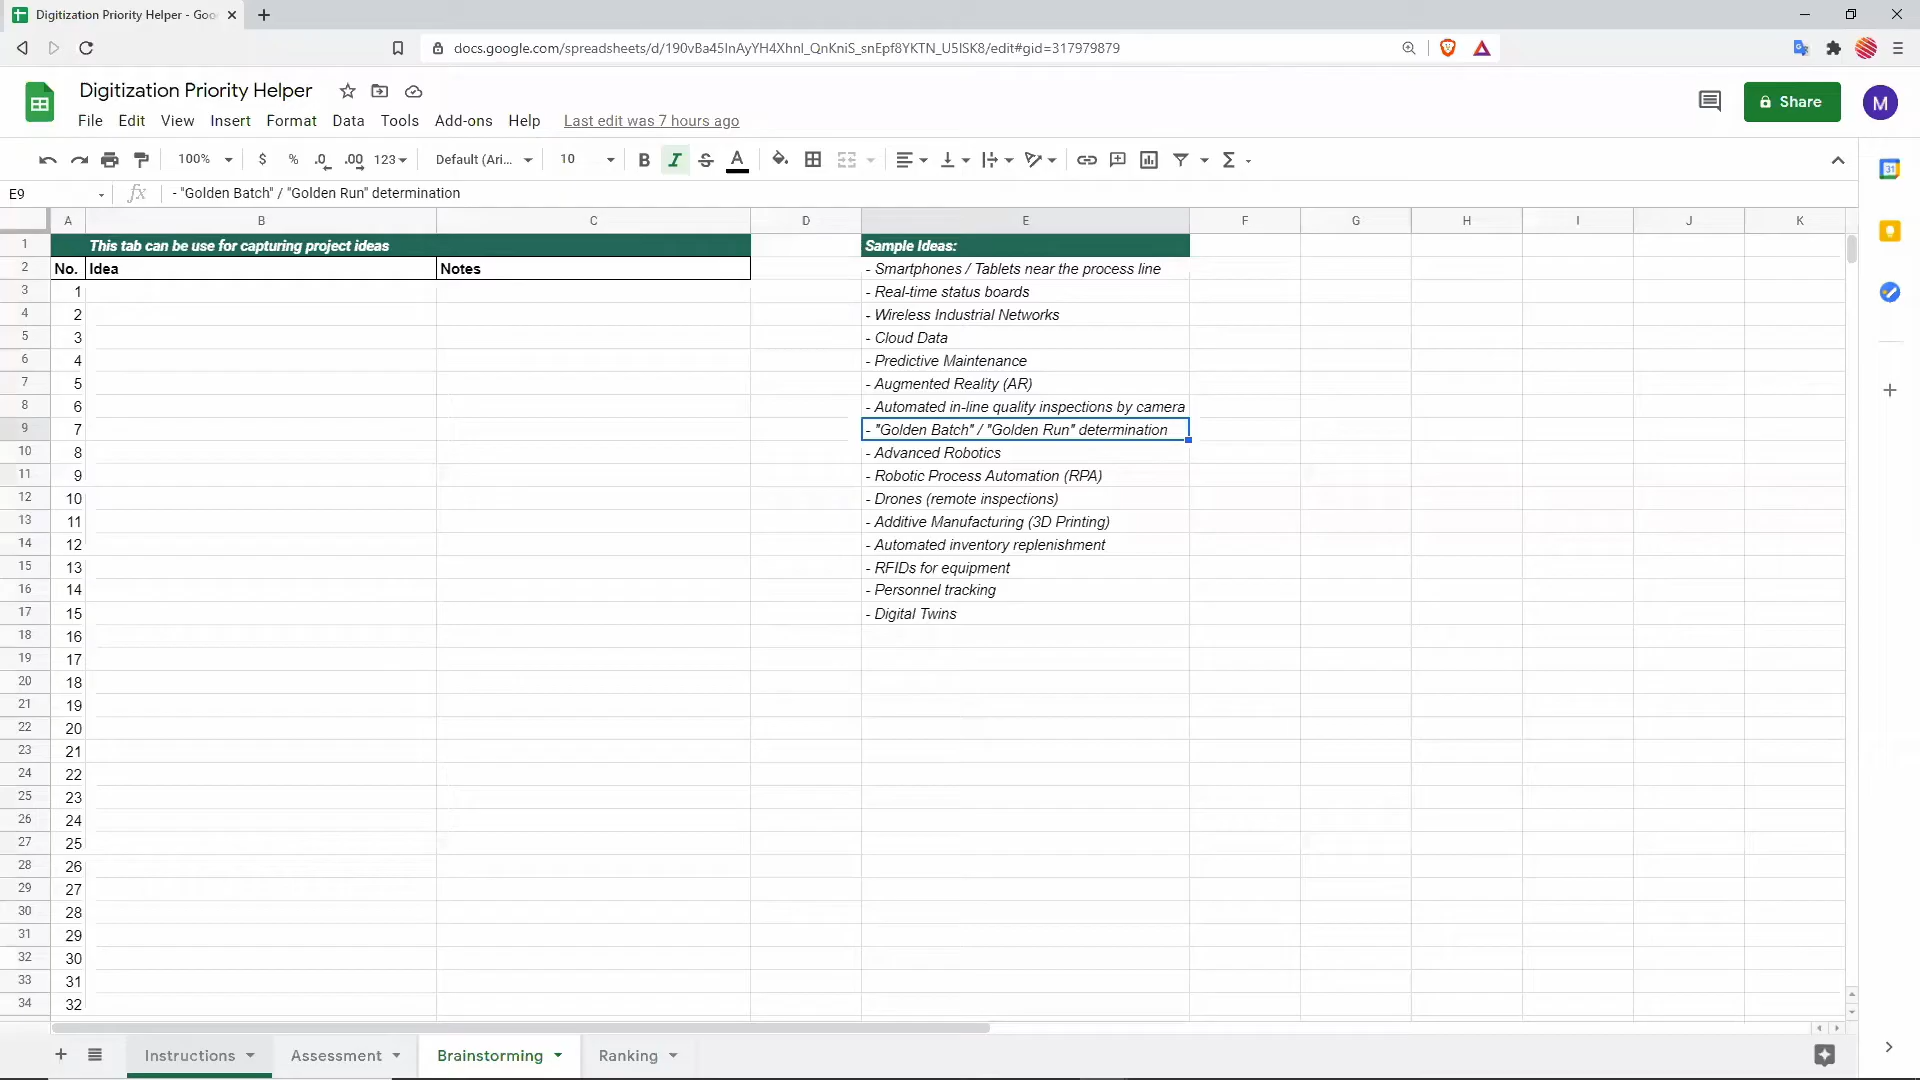 Digitization Priority Helper - Goo
docs.google.com/spreadsheets/d/190vBa45lnAyYH4Xhnl_QnKniS_snEpf8YKTN_U5ISK8/edit#gid=317979879
Digitization Priority Helper
Share
M
File Edit View Insert Format Data Tools Add-ons Help Last edit was 7 hours ago
100% $ % .0 .00 123 Default (Ari... 10 B I S A Σ
31
E9 fx - "Golden Batch" / "Golden Run" determination
A B C D E F G H I J K
1 This tab can be use for capturing project ideas Sample Ideas:
2 No. Idea Notes - Smartphones / Tablets near the process line
3 1 - Real-time status boards
4 2 - Wireless Industrial Networks
5 3 - Cloud Data
6 4 - Predictive Maintenance
7 5 - Augmented Reality (AR)
8 6 - Automated in-line quality inspections by camera
9 7 - "Golden Batch" / "Golden Run" determination
10 8 - Advanced Robotics
11 9 - Robotic Process Automation (RPA)
12 10 - Drones (remote inspections)
13 11 - Additive Manufacturing (3D Printing)
14 12 - Automated inventory replenishment
15 13 - RFIDs for equipment
16 14 - Personnel tracking
17 15 - Digital Twins
18 16
19 17
20 18
21 19
22 20
23 21
24 22
25 23
26 24
27 25
28 26
29 27
30 28
31 29
32 30
33 31
34 32
Instructions Assessment Brainstorming Ranking